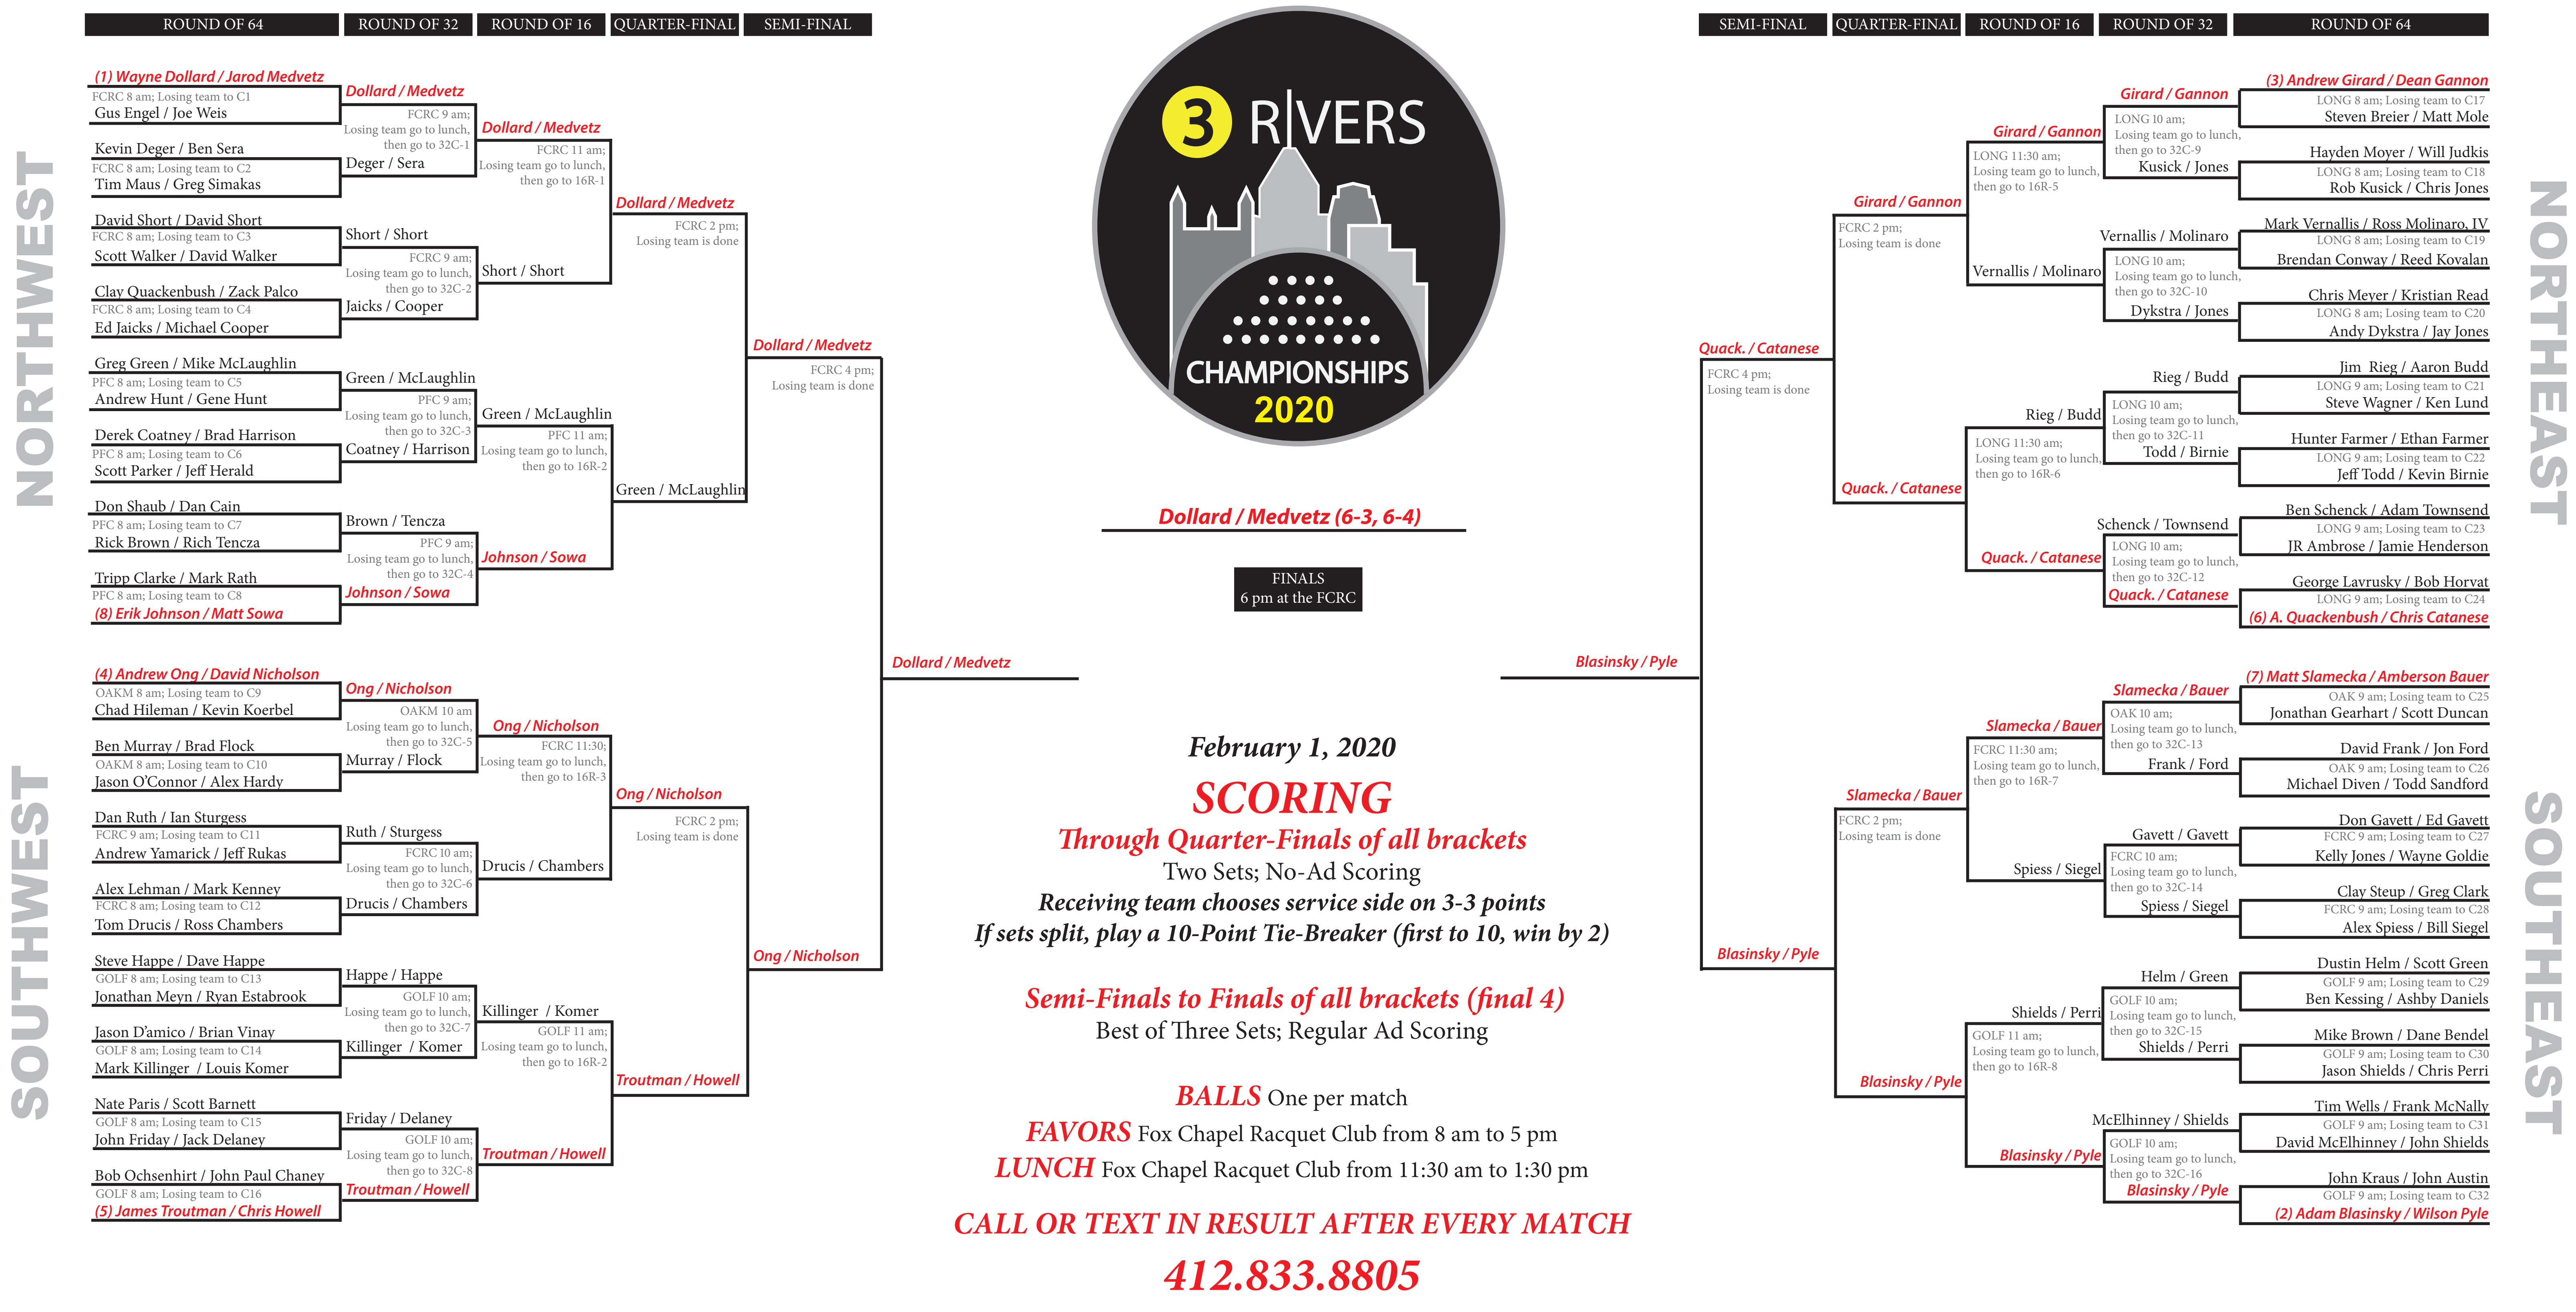 ROUND OF 64
ROUND OF 32
ROUND OF 16
QUARTER-FINAL
SEMI-FINAL
NORTHWEST
(1) Wayne Dollard / Jarod Medvetz
FCRC 8 am; Losing team to C1
Gus Engel / Joe Weis
Kevin Deger / Ben Sera
FCRC 8 am; Losing team to C2
Tim Maus / Greg Simakas
David Short / David Short
FCRC 8 am; Losing team to C3
Scott Walker / David Walker
Clay Quackenbush / Zack Palco
FCRC 8 am; Losing team to C4
Ed Jaicks / Michael Cooper
Greg Green / Mike McLaughlin
PFC 8 am; Losing team to C5
Andrew Hunt / Gene Hunt
Derek Coatney / Brad Harrison
PFC 8 am; Losing team to C6
Scott Parker / Jeff Herald
Don Shaub / Dan Cain
PFC 8 am; Losing team to C7
Rick Brown / Rich Tencza
Tripp Clarke / Mark Rath
PFC 8 am; Losing team to C8
(8) Erik Johnson / Matt Sowa
Dollard / Medvetz
FCRC 9 am;
Losing team go to lunch,
then go to 32C-1
Deger / Sera
Short / Short
FCRC 9 am;
Losing team go to lunch,
then go to 32C-2
Jaicks / Cooper
Green / McLaughlin
PFC 9 am;
Losing team go to lunch,
then go to 32C-3
Coatney / Harrison
Brown / Tencza
PFC 9 am;
Losing team go to lunch,
then go to 32C-4
Johnson / Sowa
Dollard / Medvetz
FCRC 11 am;
Losing team go to lunch,
then go to 16R-1
Short / Short
Green / McLaughlin
PFC 11 am;
Losing team go to lunch,
then go to 16R-2
Johnson / Sowa
Dollard / Medvetz
FCRC 2 pm;
Losing team is done
Green / McLaughlin
Dollard / Medvetz
FCRC 4 pm;
Losing team is done
SOUTHWEST
(4) Andrew Ong / David Nicholson
OAKM 8 am; Losing team to C9
Chad Hileman / Kevin Koerbel
Ben Murray / Brad Flock
OAKM 8 am; Losing team to C10
Jason O’Connor / Alex Hardy
Dan Ruth / Ian Sturgess
FCRC 9 am; Losing team to C11
Andrew Yamarick / Jeff Rukas
Alex Lehman / Mark Kenney
FCRC 8 am; Losing team to C12
Tom Drucis / Ross Chambers
Steve Happe / Dave Happe
GOLF 8 am; Losing team to C13
Jonathan Meyn / Ryan Estabrook
Jason D’amico / Brian Vinay
GOLF 8 am; Losing team to C14
Mark Killinger / Louis Komer
Nate Paris / Scott Barnett
GOLF 8 am; Losing team to C15
John Friday / Jack Delaney
Bob Ochsenhirt / John Paul Chaney
GOLF 8 am; Losing team to C16
(5) James Troutman / Chris Howell
Ong / Nicholson
OAKM 10 am
Losing team go to lunch,
then go to 32C-5
Murray / Flock
Ruth / Sturgess
FCRC 10 am;
Losing team go to lunch,
then go to 32C-6
Drucis / Chambers
Happe / Happe
GOLF 10 am;
Losing team go to lunch,
then go to 32C-7
Killinger / Komer
Friday / Delaney
GOLF 10 am;
Losing team go to lunch,
then go to 32C-8
Troutman / Howell
Ong / Nicholson
FCRC 11:30;
Losing team go to lunch,
then go to 16R-3
Drucis / Chambers
Killinger / Komer
GOLF 11 am;
Losing team go to lunch,
then go to 16R-2
Troutman / Howell
Ong / Nicholson
FCRC 2 pm;
Losing team is done
Troutman / Howell
Ong / Nicholson
Dollard / Medvetz
3 RIVERS
CHAMPIONSHIPS
2020
Dollard / Medvetz (6-3, 6-4)
FINALS
6 pm at the FCRC
February 1, 2020
SCORING
Through Quarter-Finals of all brackets
Two Sets; No-Ad Scoring
Receiving team chooses service side on 3-3 points
If sets split, play a 10-Point Tie-Breaker (first to 10, win by 2)
Semi-Finals to Finals of all brackets (final 4)
Best of Three Sets; Regular Ad Scoring
BALLS One per match
FAVORS Fox Chapel Racquet Club from 8 am to 5 pm
LUNCH Fox Chapel Racquet Club from 11:30 am to 1:30 pm
CALL OR TEXT IN RESULT AFTER EVERY MATCH
412.833.8805
SEMI-FINAL
QUARTER-FINAL
ROUND OF 16
ROUND OF 32
ROUND OF 64
Blasinsky / Pyle
Quack. / Catanese
FCRC 4 pm;
Losing team is done
Girard / Gannon
FCRC 2 pm;
Losing team is done
Quack. / Catanese
Girard / Gannon
LONG 11:30 am;
Losing team go to lunch,
then go to 16R-5
Vernallis / Molinaro
Rieg / Budd
LONG 11:30 am;
Losing team go to lunch,
then go to 16R-6
Quack. / Catanese
Girard / Gannon
LONG 10 am;
Losing team go to lunch,
then go to 32C-9
Kusick / Jones
Vernallis / Molinaro
LONG 10 am;
Losing team go to lunch,
then go to 32C-10
Dykstra / Jones
Rieg / Budd
LONG 10 am;
Losing team go to lunch,
then go to 32C-11
Todd / Birnie
Schenck / Townsend
LONG 10 am;
Losing team go to lunch,
then go to 32C-12
Quack. / Catanese
(3) Andrew Girard / Dean Gannon
LONG 8 am; Losing team to C17
Steven Breier / Matt Mole
Hayden Moyer / Will Judkis
LONG 8 am; Losing team to C18
Rob Kusick / Chris Jones
Mark Vernallis / Ross Molinaro, IV
LONG 8 am; Losing team to C19
Brendan Conway / Reed Kovalan
Chris Meyer / Kristian Read
LONG 8 am; Losing team to C20
Andy Dykstra / Jay Jones
Jim Rieg / Aaron Budd
LONG 9 am; Losing team to C21
Steve Wagner / Ken Lund
Hunter Farmer / Ethan Farmer
LONG 9 am; Losing team to C22
Jeff Todd / Kevin Birnie
Ben Schenck / Adam Townsend
LONG 9 am; Losing team to C23
JR Ambrose / Jamie Henderson
George Lavrusky / Bob Horvat
LONG 9 am; Losing team to C24
(6) A. Quackenbush / Chris Catanese
NORTHEAST
Blasinsky / Pyle
Slamecka / Bauer
FCRC 2 pm;
Losing team is done
Blasinsky / Pyle
Slamecka / Bauer
FCRC 11:30 am;
Losing team go to lunch,
then go to 16R-7
Spiess / Siegel
Shields / Perri
GOLF 11 am;
Losing team go to lunch,
then go to 16R-8
Blasinsky / Pyle
Slamecka / Bauer
OAK 10 am;
Losing team go to lunch,
then go to 32C-13
Frank / Ford
Gavett / Gavett
FCRC 10 am;
Losing team go to lunch,
then go to 32C-14
Spiess / Siegel
Helm / Green
GOLF 10 am;
Losing team go to lunch,
then go to 32C-15
Shields / Perri
McElhinney / Shields
GOLF 10 am;
Losing team go to lunch,
then go to 32C-16
Blasinsky / Pyle
(7) Matt Slamecka / Amberson Bauer
OAK 9 am; Losing team to C25
Jonathan Gearhart / Scott Duncan
David Frank / Jon Ford
OAK 9 am; Losing team to C26
Michael Diven / Todd Sandford
Don Gavett / Ed Gavett
FCRC 9 am; Losing team to C27
Kelly Jones / Wayne Goldie
Clay Steup / Greg Clark
FCRC 9 am; Losing team to C28
Alex Spiess / Bill Siegel
Dustin Helm / Scott Green
GOLF 9 am; Losing team to C29
Ben Kessing / Ashby Daniels
Mike Brown / Dane Bendel
GOLF 9 am; Losing team to C30
Jason Shields / Chris Perri
Tim Wells / Frank McNally
GOLF 9 am; Losing team to C31
David McElhinney / John Shields
John Kraus / John Austin
GOLF 9 am; Losing team to C32
(2) Adam Blasinsky / Wilson Pyle
SOUTHEAST